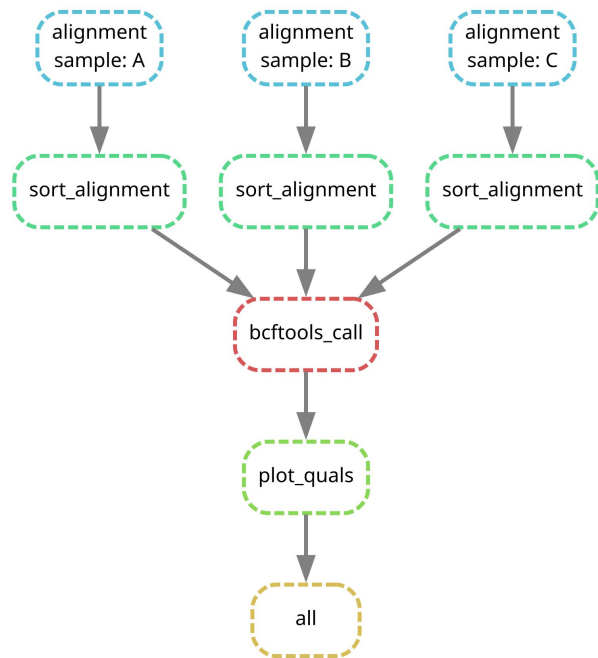 alignment
sample: A
alignment
sample: B
alignment
sample: C
sort_alignment
sort_alignment
sort_alignment
bcftools_call
plot_quals
all